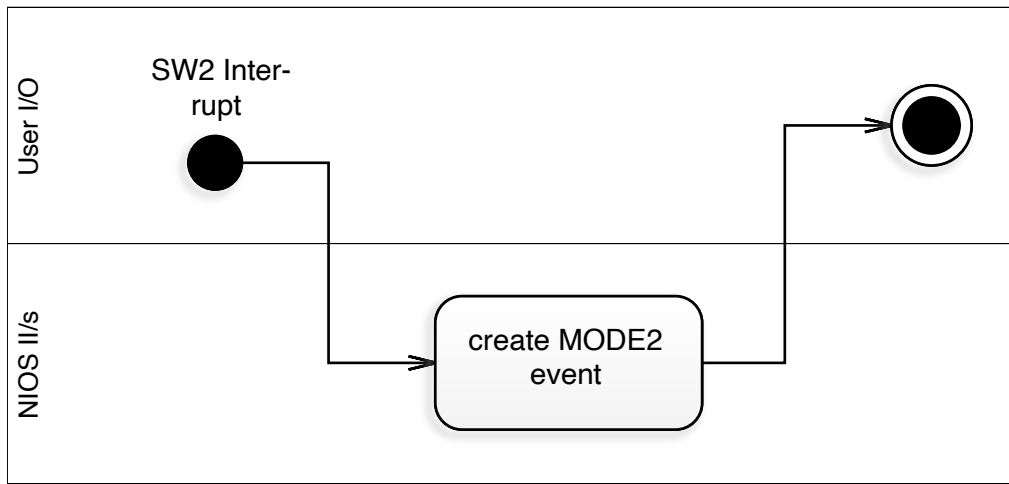 User I/O
SW2 Inter-
rupt
NIOS II/s
create MODE2
event